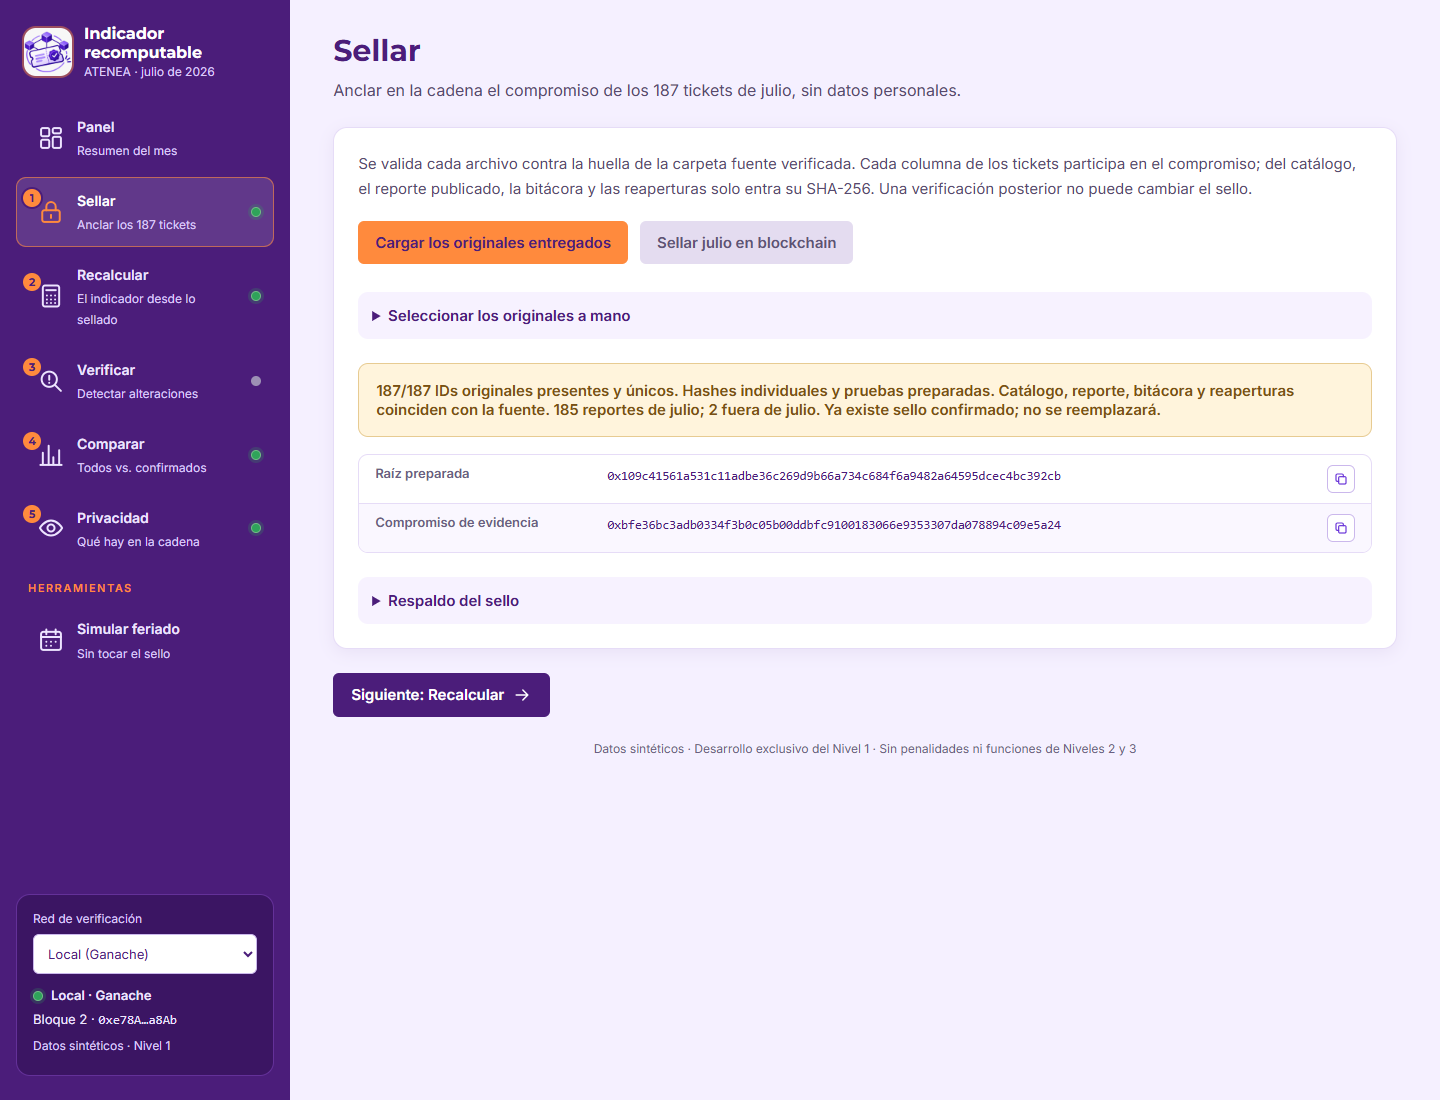 Indicador
recomputable
ATENEA · julio de 2026
Panel
Resumen del mes
1
Sellar
Anclar los 187 tickets
2
Recalcular
El indicador desde lo
sellado
3
Verificar
Detectar alteraciones
4
Comparar
Todos vs. confirmados
5
Privacidad
Qué hay en la cadena
HERRAMIENTAS
Simular feriado
Sin tocar el sello
Red de verificación
Local (Ganache)
Local · Ganache
Bloque 2 · 0xe78A…a8Ab
Datos sintéticos · Nivel 1
Sellar
Anclar en la cadena el compromiso de los 187 tickets de julio, sin datos personales.
Se valida cada archivo contra la huella de la carpeta fuente verificada. Cada columna de los tickets participa en el compromiso; del catálogo,
el reporte publicado, la bitácora y las reaperturas solo entra su SHA-256. Una verificación posterior no puede cambiar el sello.
Cargar los originales entregados
Sellar julio en blockchain
Seleccionar los originales a mano
187/187 IDs originales presentes y únicos. Hashes individuales y pruebas preparadas. Catálogo, reporte, bitácora y reaperturas
coinciden con la fuente. 185 reportes de julio; 2 fuera de julio. Ya existe sello confirmado; no se reemplazará.
Raíz preparada
0x109c41561a531c11adbe36c269d9b66a734c684f6a9482a64595dcec4bc392cb
Compromiso de evidencia
0xbfe36bc3adb0334f3b0c05b00ddbfc9100183066e9353307da078894c09e5a24
Respaldo del sello
Siguiente: Recalcular
Datos sintéticos · Desarrollo exclusivo del Nivel 1 · Sin penalidades ni funciones de Niveles 2 y 3